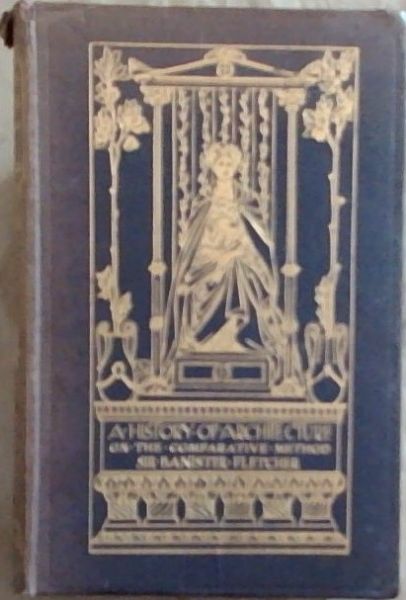 A·HISTORY·OF·ARCHITECTURE
ON·THE·COMPARATIVE·METHOD
SIR·BANISTER·FLETCHER